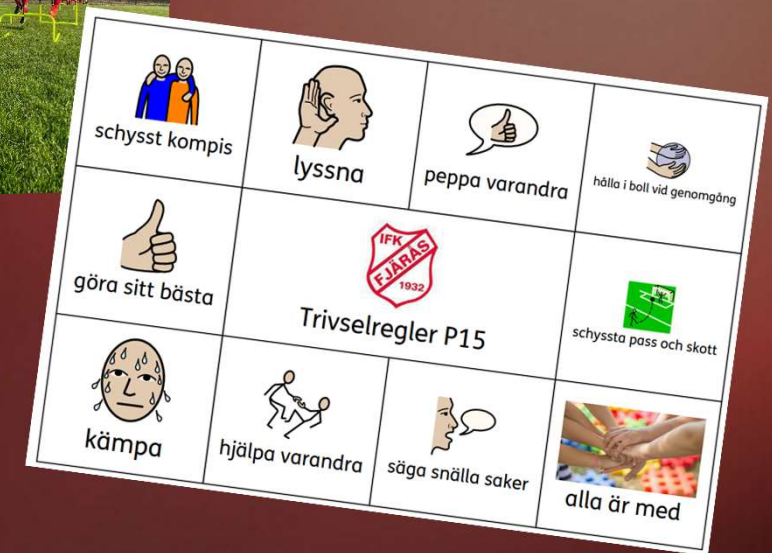 schysst kompis
lyssna
peppa varandra
hålla i boll vid genomgång
göra sitt bästa
IFK
FJÄRÅS
1932
Trivselregler P15
schyssta pass och skott
kämpa
hjälpa varandra
säga snälla saker
alla är med